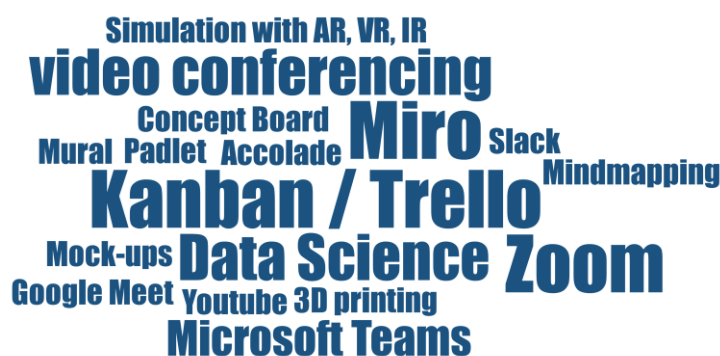 Simulation with AR, VR, IR
video conferencing
Concept Board
Miro
Slack
Mural
Padlet
Accolade
Mindmapping
Kanban / Trello
Mock-ups
Data Science
Zoom
Google Meet
Youtube
3D printing
Microsoft Teams